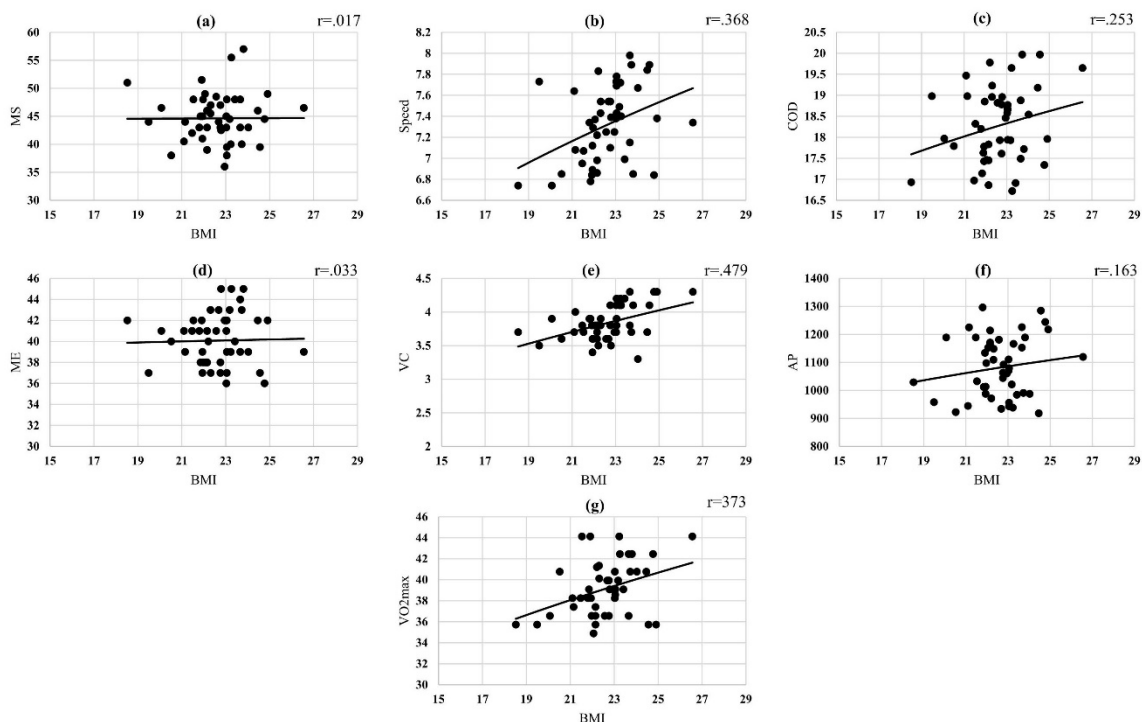 (a) r=.017
60
55
50
45
40
35
30
MS
15 17 19 21 23 25 27 29
BMI
(b) r=.368
8.2
8
7.8
7.6
7.4
7.2
7
6.8
6.6
Speed
15 17 19 21 23 25 27 29
BMI
(c) r=.253
20.5
20
19.5
19
18.5
18
17.5
17
16.5
COD
15 17 19 21 23 25 27 29
BMI
(d) r=.033
46
44
42
40
38
36
34
32
30
ME
15 17 19 21 23 25 27 29
BMI
(e) r=.479
4.5
4
3.5
3
2.5
2
VC
15 17 19 21 23 25 27 29
BMI
(f) r=.163
1400
1300
1200
1100
1000
900
800
AP
15 17 19 21 23 25 27 29
BMI
(g) r=373
46
44
42
40
38
36
34
32
30
VO2max
15 17 19 21 23 25 27 29
BMI